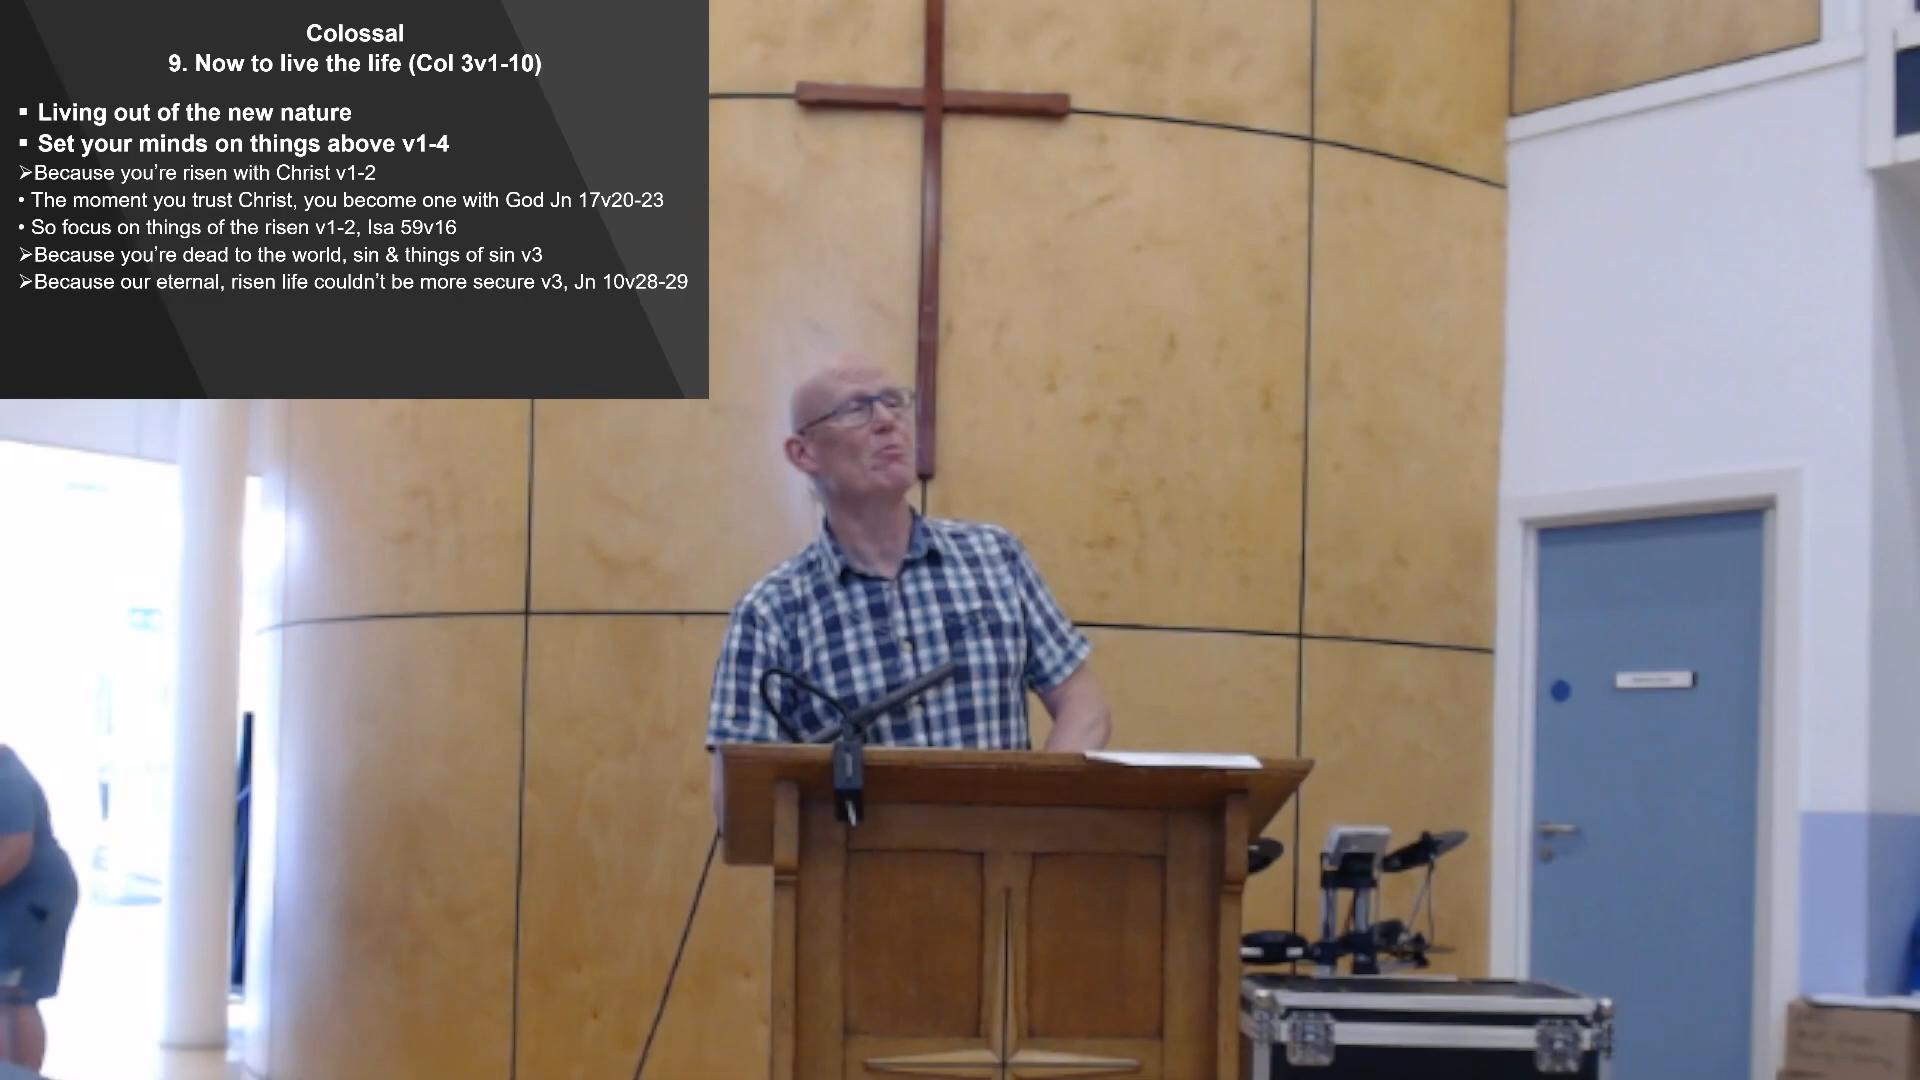 Colossal
9. Now to live the life (Col 3v1-10)
▪ Living out of the new nature
▪ Set your minds on things above v1-4
➢Because you’re risen with Christ v1-2
• The moment you trust Christ, you become one with God Jn 17v20-23
• So focus on things of the risen v1-2, Isa 59v16
➢Because you’re dead to the world, sin & things of sin v3
➢Because our eternal, risen life couldn’t be more secure v3, Jn 10v28-29